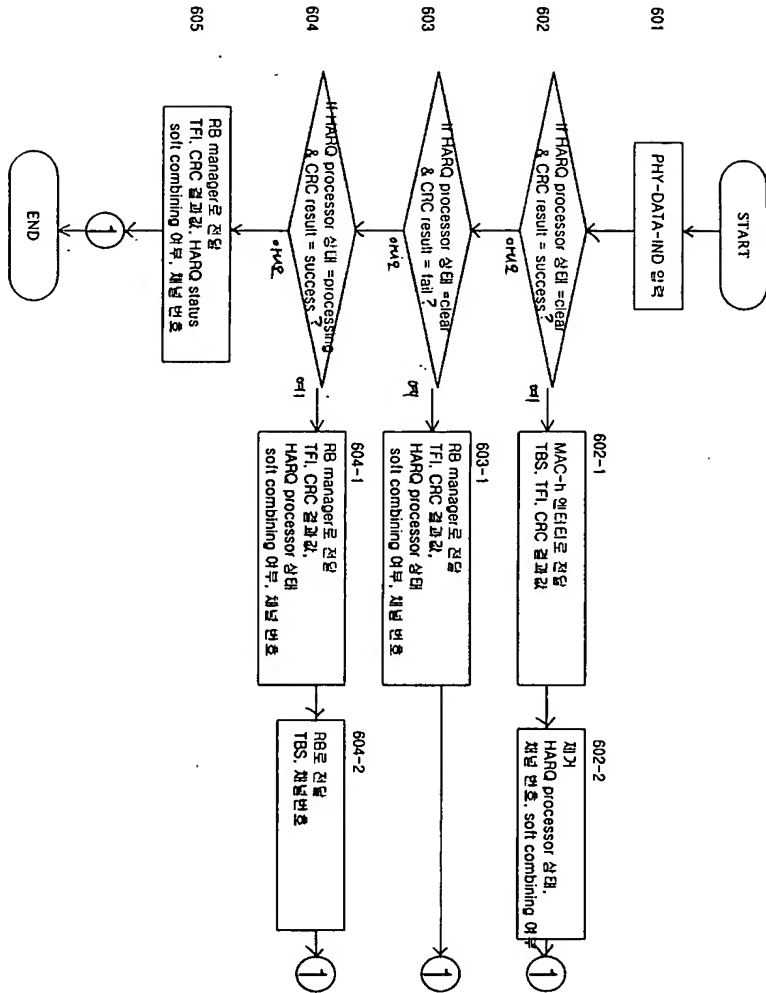 START
601
PHY-DATA-IND 입력
602
If HARQ processor 상태 =clear
& CRC result = success ?
예
아니오
602-1
MAC-h 엔터티로 전달
TBS, TFI, CRC 결과값
602-2
제거
HARQ processor 상태,
채널 번호, soft combining 여부
1
603
If HARQ processor 상태 =clear
& CRC result = fail ?
예
아니오
603-1
RB manager로 전달
TFI, CRC 결과값,
HARQ processor 상태
soft combining 여부, 채널 번호
1
604
If HARQ processor 상태 =processing
& CRC result = success ?
예
아니오
604-1
RB manager로 전달
TFI, CRC 결과값,
HARQ processor 상태
soft combining 여부, 채널 번호
604-2
RB로 전달
TBS, 채널번호
1
605
RB manager로 전달
TFI, CRC 결과값, HARQ status
soft combining 여부, 채널 번호
1
END